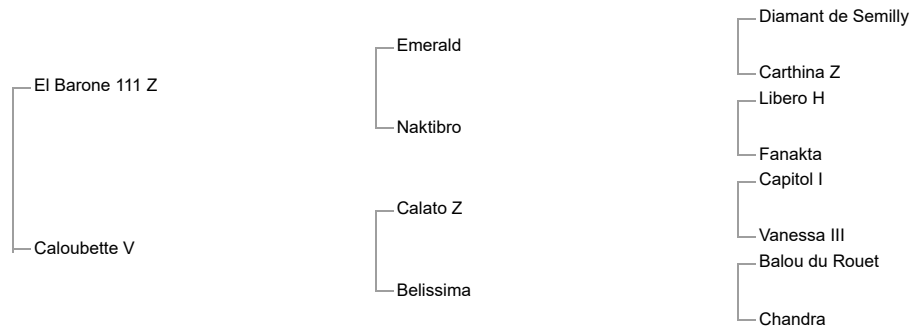 Diamant de Semilly
Emerald
Carthina Z
El Barone 111 Z
Libero H
Naktibro
Fanakta
Capitol I
Calato Z
Vanessa III
Caloubette V
Balou du Rouet
Belissima
Chandra